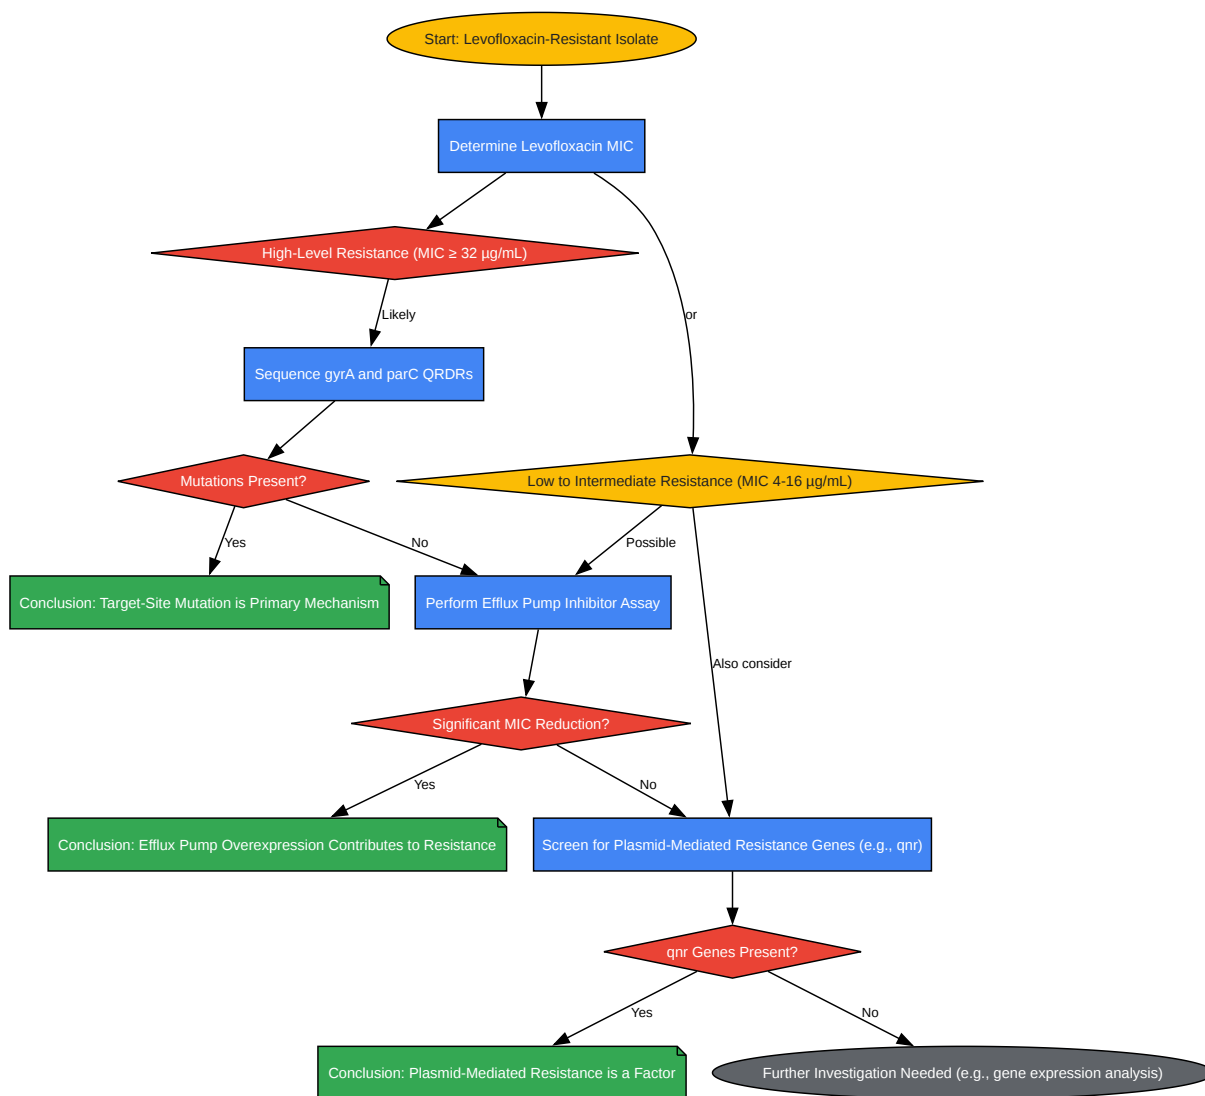 Start: Levofloxacin-Resistant Isolate
Determine Levofloxacin MIC
High-Level Resistance (MIC ≥ 32 µg/mL)
Likely
or
Sequence gyrA and parC QRDRs
Mutations Present?
Low to Intermediate Resistance (MIC 4-16 µg/mL)
Yes
No
Possible
Conclusion: Target-Site Mutation is Primary Mechanism
Perform Efflux Pump Inhibitor Assay
Also consider
Significant MIC Reduction?
Yes
No
Conclusion: Efflux Pump Overexpression Contributes to Resistance
Screen for Plasmid-Mediated Resistance Genes (e.g., qnr)
qnr Genes Present?
Yes
No
Conclusion: Plasmid-Mediated Resistance is a Factor
Further Investigation Needed (e.g., gene expression analysis)